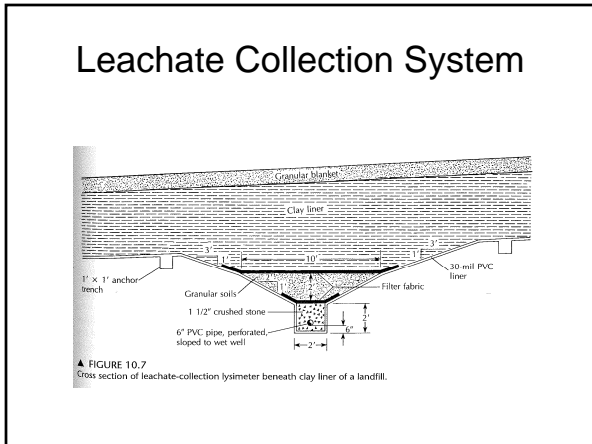 Leachate Collection System
Granular blanket
Clay liner
3'
1'
10'
3'
1'
1' × 1' anchor
trench
Granular soils
2'
1'
2'
Filter fabric
30-mil PVC
liner
1 1/2" crushed stone
6" PVC pipe, perforated,
sloped to wet well
2'
6"
2'
▲ FIGURE 10.7
Cross section of leachate-collection lysimeter beneath clay liner of a landfill.